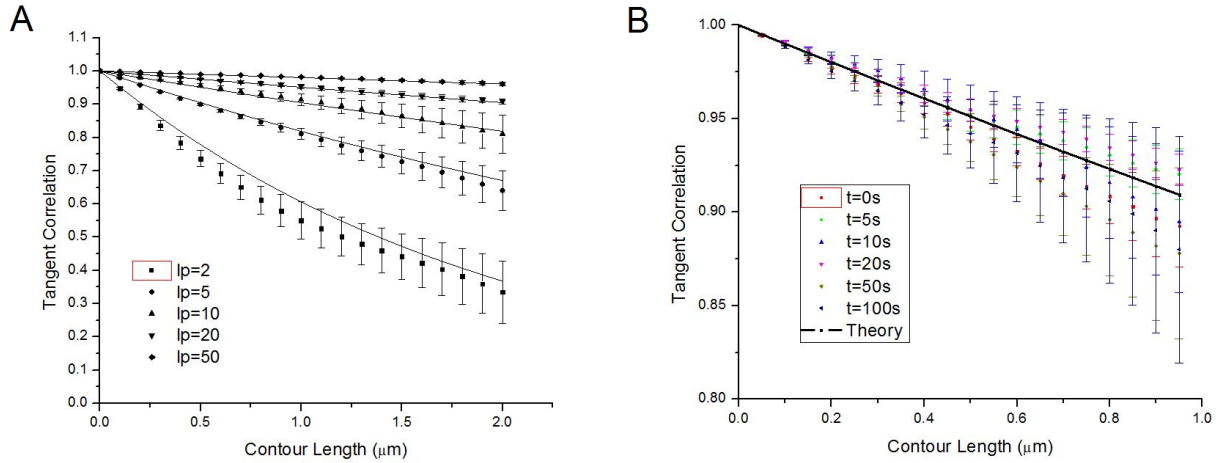 A
1.1
1.0
0.9
0.8
0.7
0.6
0.5
0.4
0.3
0.2
0.1
0.0
Tangent Correlation
lp=2
lp=5
lp=10
lp=20
lp=50
0.0
0.5
1.0
1.5
2.0
Contour Length (μm)
B
1.00
0.95
0.90
0.85
0.80
Tangent Correlation
t=0s
t=5s
t=10s
t=20s
t=50s
t=100s
Theory
0.0
0.2
0.4
0.6
0.8
1.0
Contour Length (μm)